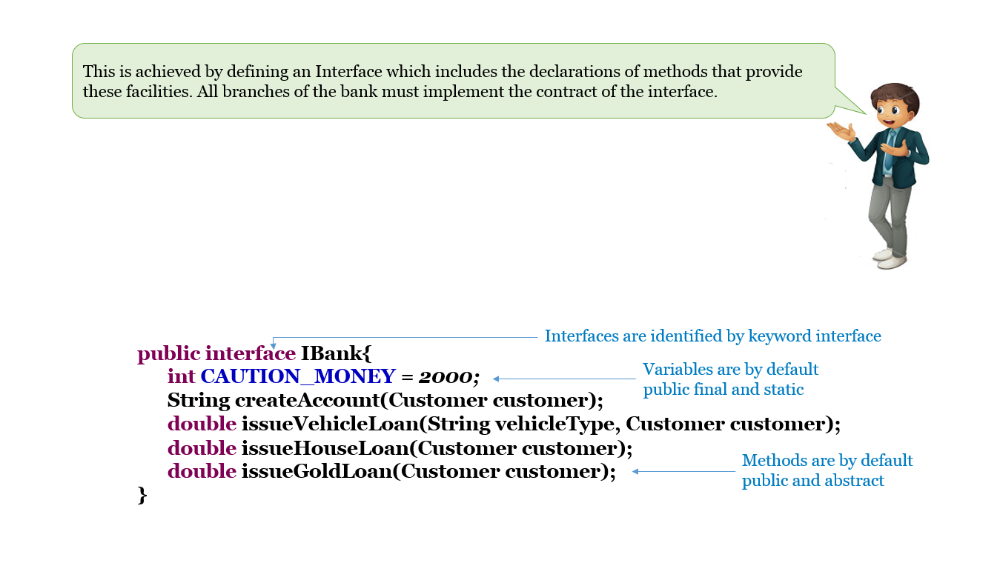 This is achieved by defining an Interface which includes the declarations of methods that provide
these facilities. All branches of the bank must implement the contract of the interface.
Interfaces are identified by keyword interface
public interface IBank{
int CAUTION_MONEY = 2000;
Variables are by default
public final and static
String createAccount(Customer customer);
double issueVehicleLoan(String vehicleType, Customer customer);
double issueHouseLoan(Customer customer);
double issueGoldLoan(Customer customer);
Methods are by default
public and abstract
}